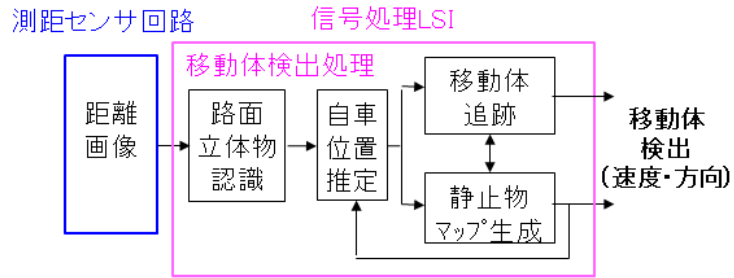 測距センサ回路
信号処理LSI
移動体検出処理
距離
画像
路面
立体物
認識
自車
位置
推定
移動体
追跡
静止物
マップ生成
移動体
検出
(速度・方向)